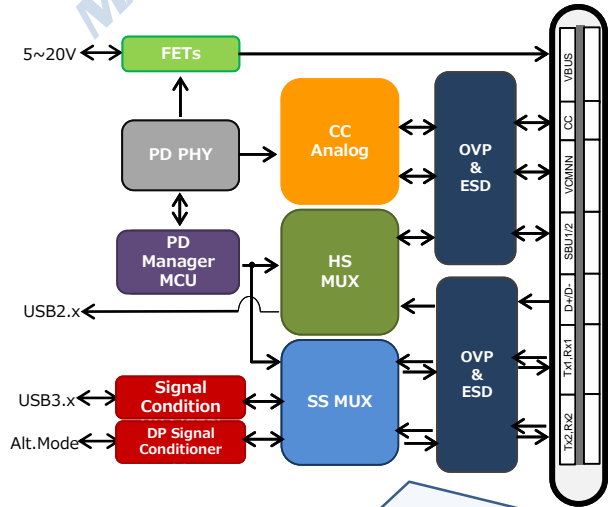 5~20V
FETs
PD PHY
CC
Analog
OVP
&
ESD
PD
Manager
MCU
HS
MUX
USB2.x
USB3.x
Signal
Condition
SS MUX
OVP
&
ESD
Alt.Mode
DP Signal
Conditioner
VBUS
CC
VCMNN
SBU1/2
D+/D-
Tx1,Rx1
Tx2,Rx2